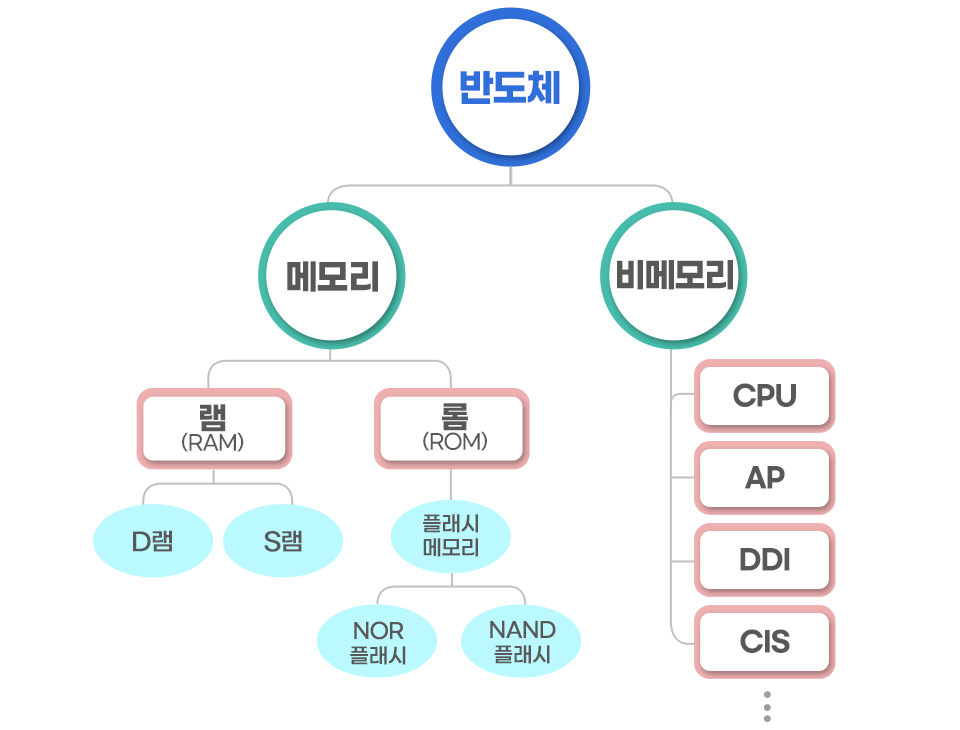 반도체
메모리
비메모리
램
(RAM)
롬
(ROM)
D램
S램
플래시
메모리
NOR
플래시
NAND
플래시
CPU
AP
DDI
CIS